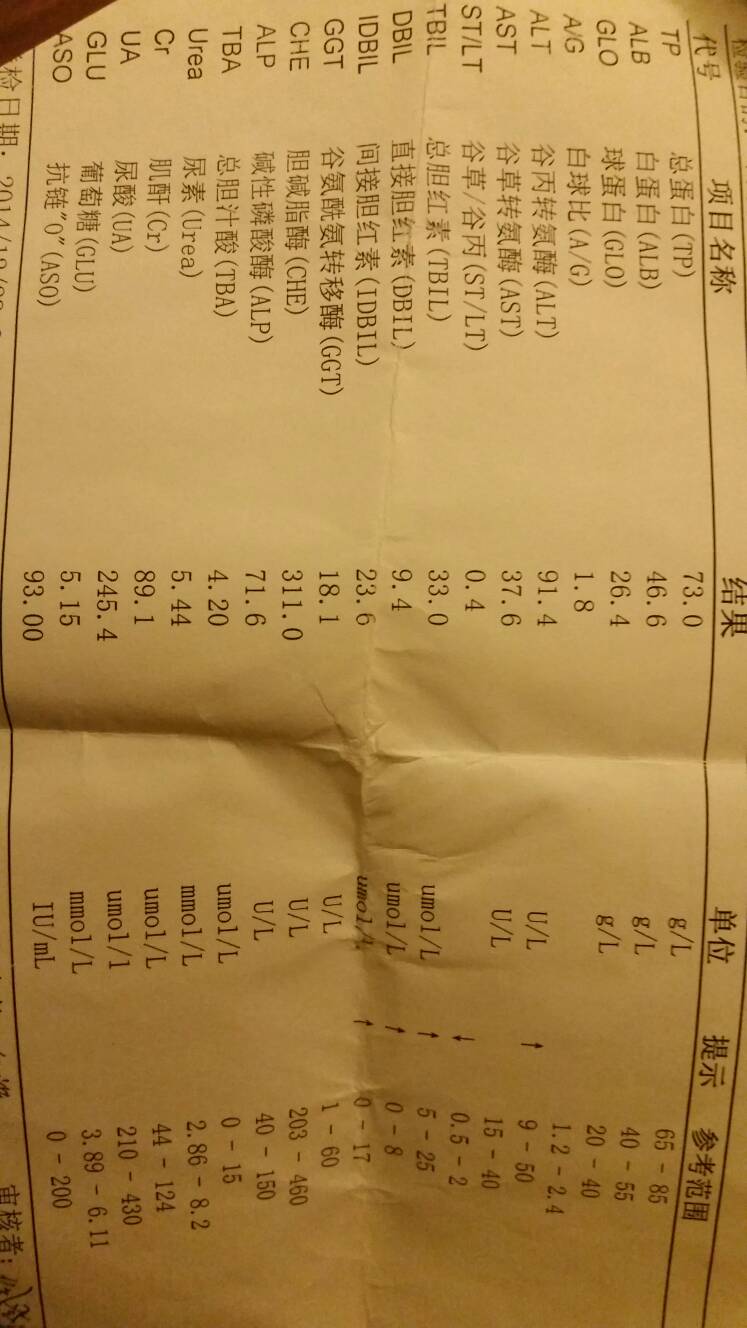 代号 项目名称 结果 单位 提示 参考范围
TP 总蛋白(TP) 73.0 g/L 65 - 85
ALB 白蛋白(ALB) 46.6 g/L 40 - 55
GLO 球蛋白(GLO) 26.4 g/L 20 - 40
A/G 白球比(A/G) 1.8 1.2 - 2.4
ALT 谷丙转氨酶(ALT) 91.4 U/L ↑ 9 - 50
AST 谷草转氨酶(AST) 37.6 U/L 15 - 40
ST/LT 谷草/谷丙(ST/LT) 0.4 ↓ 0.5 - 2
TBIL 总胆红素(TBIL) 33.0 umol/L ↑ 5 - 25
DBIL 直接胆红素(DBIL) 9.4 umol/L ↑ 0 - 8
IDBIL 间接胆红素(IDBIL) 23.6 umol/L ↑ 0 - 17
GGT 谷氨酰氨转移酶(GGT) 18.1 U/L 1 - 60
CHE 胆碱脂酶(CHE) 311.0 U/L 203 - 460
ALP 碱性磷酸酶(ALP) 71.6 U/L 40 - 150
TBA 总胆汁酸(TBA) 4.20 umol/L 0 - 15
Urea 尿素(Urea) 5.44 mmol/L 2.86 - 8.2
Cr 肌酐(Cr) 89.1 umol/L 44 - 124
UA 尿酸(UA) 245.4 umol/l 210 - 430
GLU 葡萄糖(GLU) 5.15 mmol/L 3.89 - 6.11
ASO 抗链"O"(ASO) 93.00 IU/mL 0 - 200
检日期: 2014/12/ 审核者: